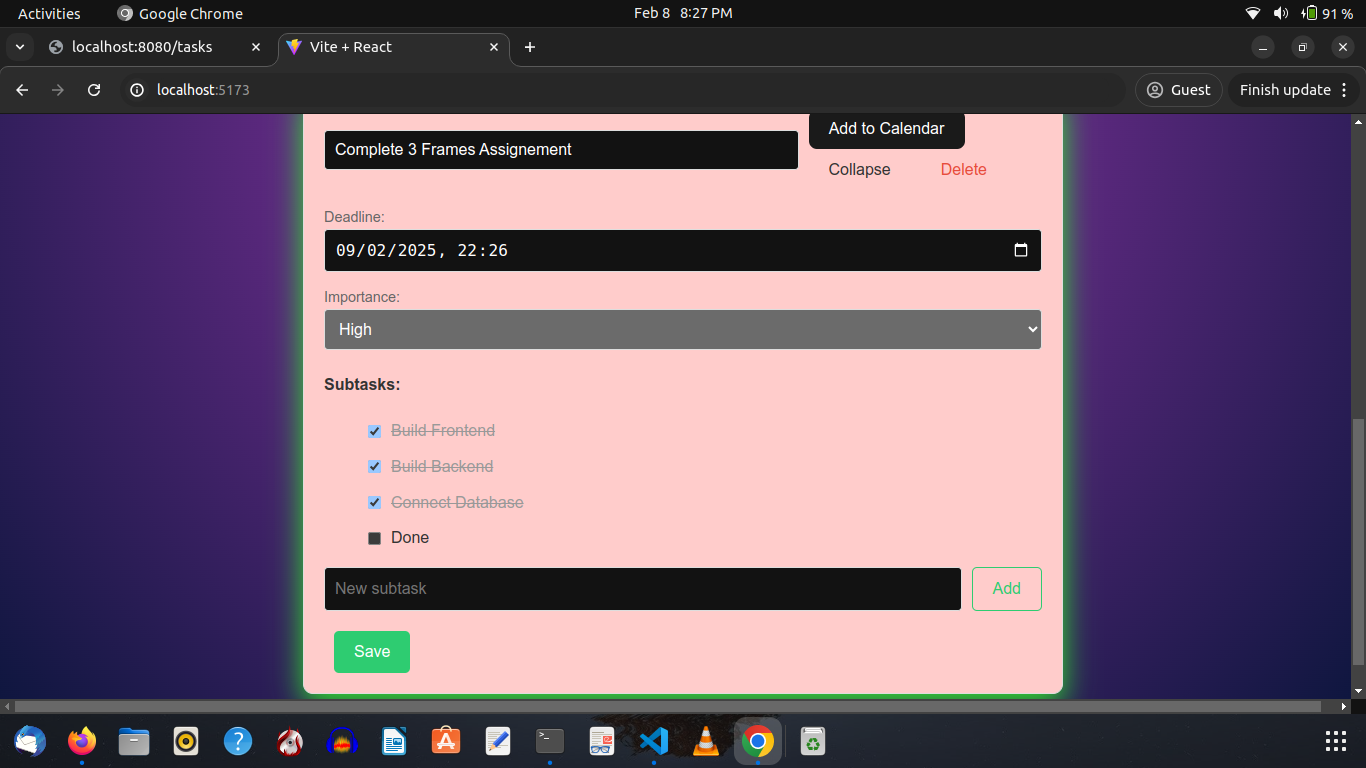 Activities Google Chrome Feb 8 8:27 PM 91 %
localhost:8080/tasks Vite + React
localhost:5173 Guest Finish update
Add to Calendar
Complete 3 Frames Assignement
Collapse Delete
Deadline:
09/02/2025, 22:26
Importance:
High
Subtasks:
Build Frontend
Build Backend
Connect Database
Done
New subtask Add
Save